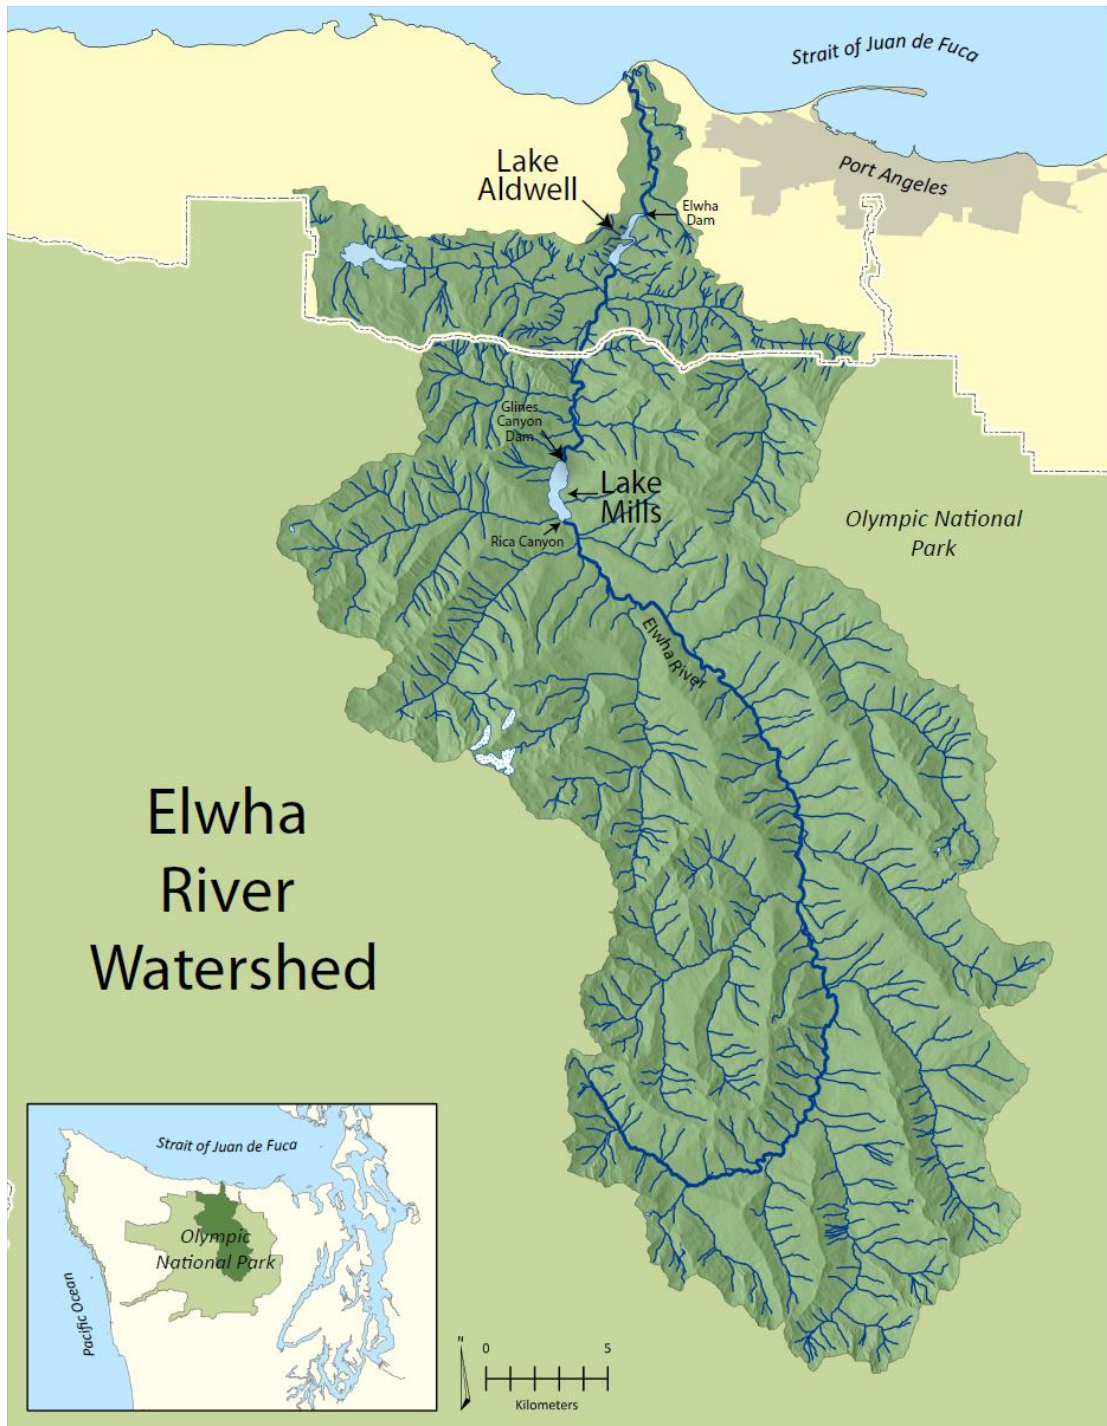 Strait of Juan de Fuca
Port Angeles
Lake
Aldwell
Elwha
Dam
Glines
Canyon
Dam
Lake
Mills
Rica Canyon
Olympic National
Park
Elwha River
Elwha
River
Watershed
Strait of Juan de Fuca
Olympic
National Park
Pacific Ocean
N
0 5
Kilometers